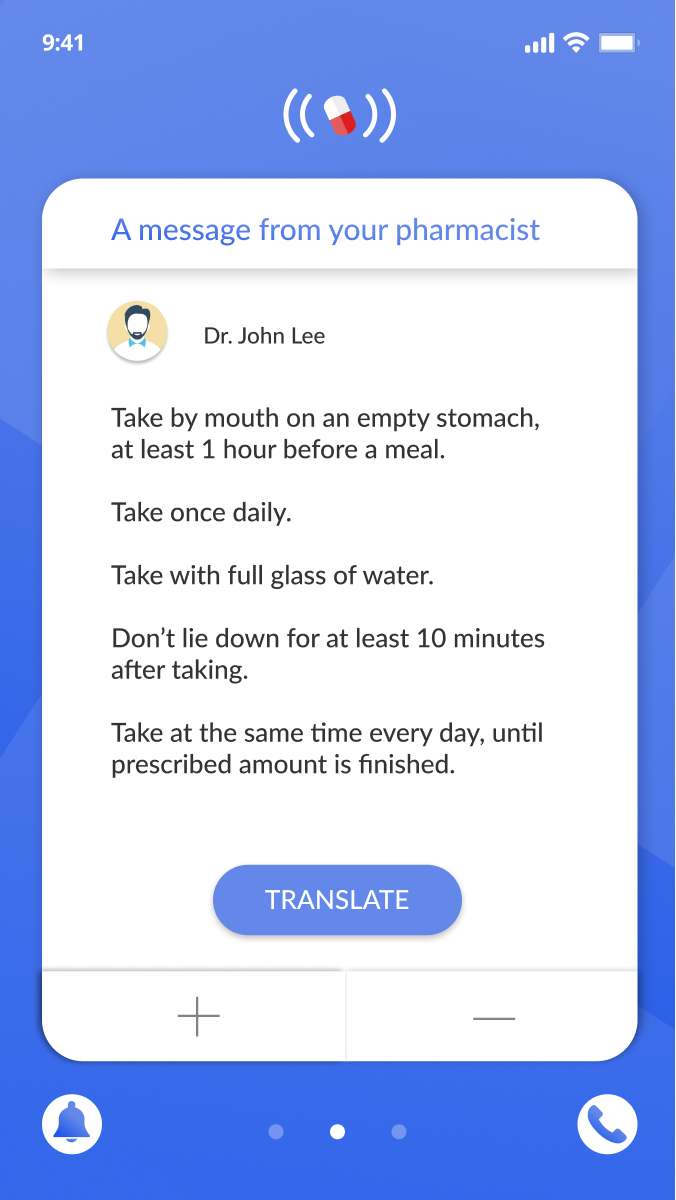 9:41
A message from your pharmacist
Dr. John Lee
Take by mouth on an empty stomach,
at least 1 hour before a meal.
Take once daily.
Take with full glass of water.
Don’t lie down for at least 10 minutes
after taking.
Take at the same time every day, until
prescribed amount is finished.
TRANSLATE